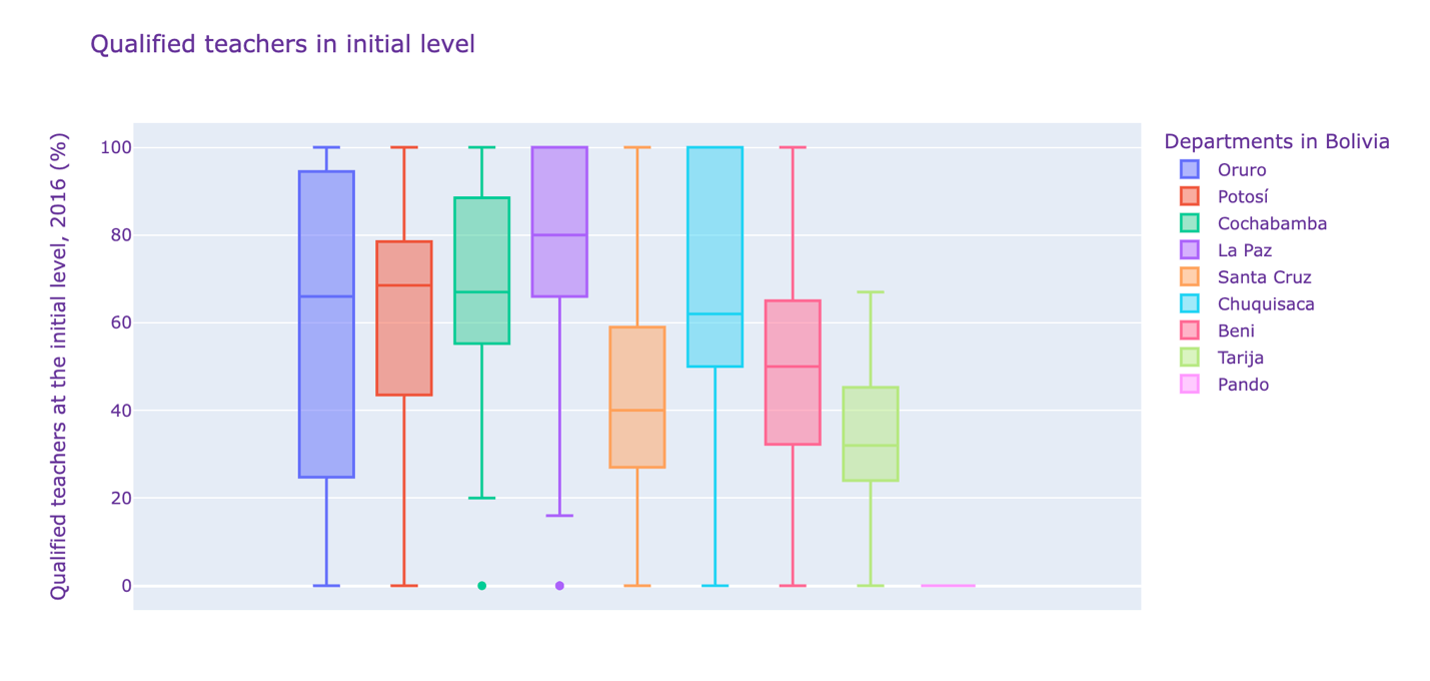 Qualified teachers in initial level
Qualified teachers at the initial level, 2016 (%)
100
80
60
40
20
0
Departments in Bolivia
Oruro
Potosí
Cochabamba
La Paz
Santa Cruz
Chuquisaca
Beni
Tarija
Pando